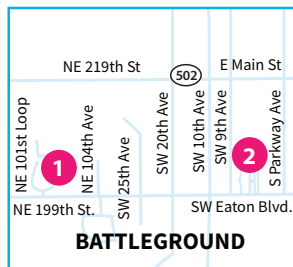 NE 219th St
502
E Main St
NE 101st Loop
1
NE 104th Ave
SW 25th Ave
SW 20th Ave
SW 10th Ave
SW 9th Ave
2
S Parkway Ave
NE 199th St.
SW Eaton Blvd.
BATTLEGROUND